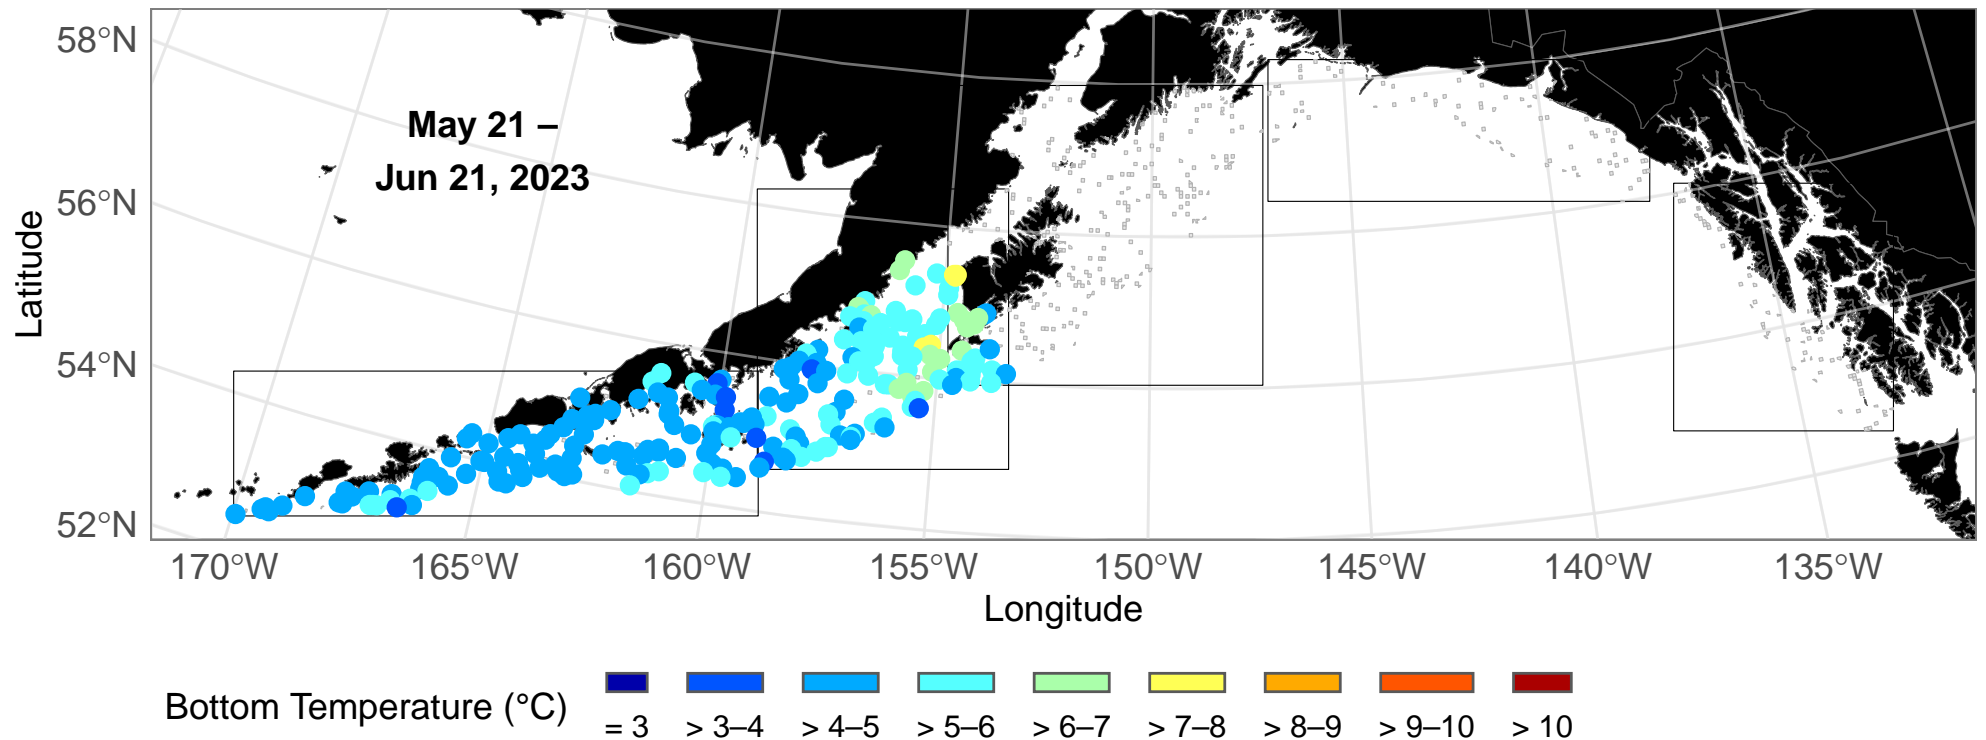 58°N
56°N
54°N
52°N
Latitude
May 21 –
Jun 21, 2023
170°W 165°W 160°W 155°W 150°W 145°W 140°W 135°W
Longitude
Bottom Temperature (°C)
= 3 > 3–4 > 4–5 > 5–6 > 6–7 > 7–8 > 8–9 > 9–10 > 10